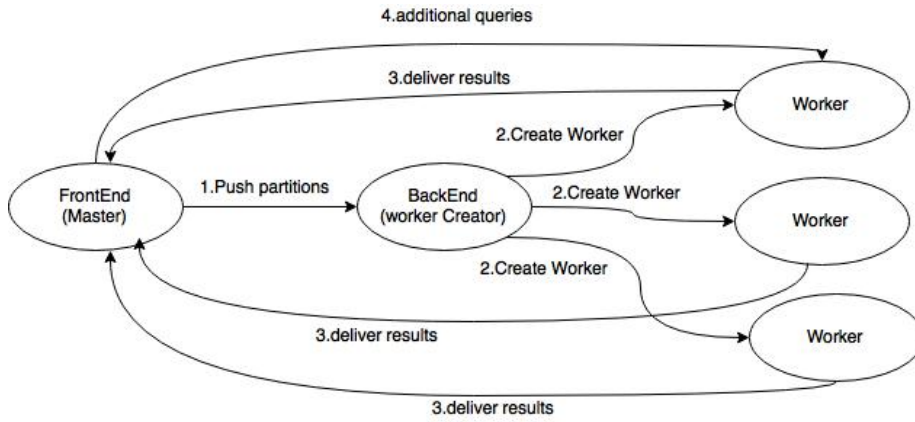 4.additional queries
3.deliver results
Worker
2.Create Worker
FrontEnd
(Master)
1.Push partitions
BackEnd
(worker Creator)
2.Create Worker
Worker
2.Create Worker
3.deliver results
Worker
3.deliver results